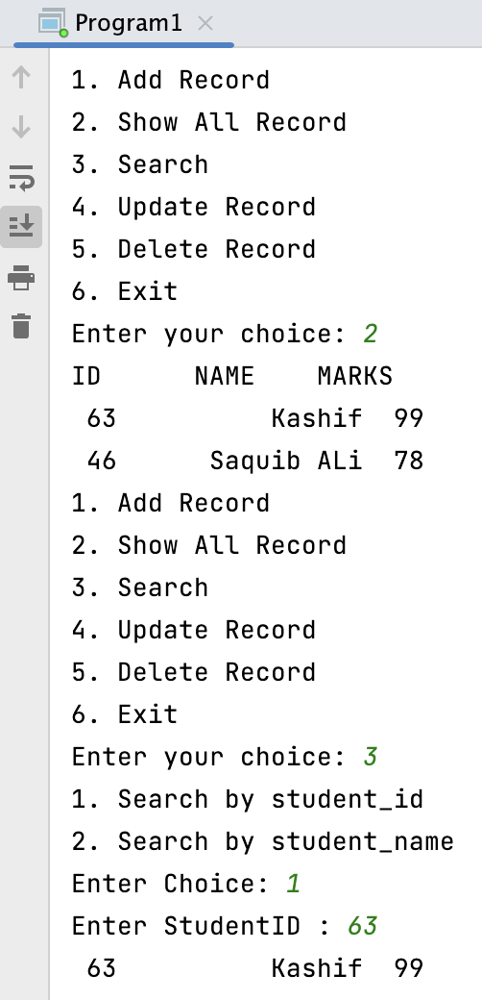 Program1
1. Add Record
2. Show All Record
3. Search
4. Update Record
5. Delete Record
6. Exit
Enter your choice: 2
ID      NAME    MARKS
 63          Kashif  99
 46      Saquib ALi  78
1. Add Record
2. Show All Record
3. Search
4. Update Record
5. Delete Record
6. Exit
Enter your choice: 3
1. Search by student_id
2. Search by student_name
Enter Choice: 1
Enter StudentID : 63
 63          Kashif  99